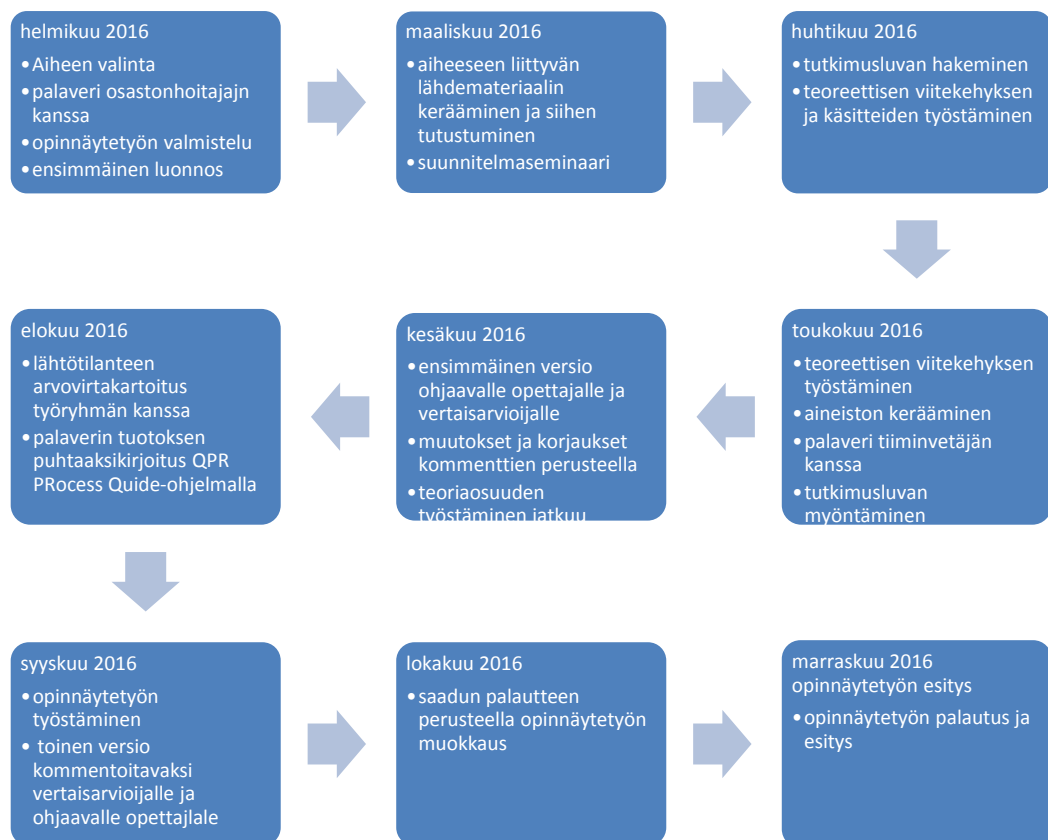 helmikuu 2016
•Aiheen valinta
•palaveri osastonhoitajajn
kanssa
•opinnäytetyön valmistelu
•ensimmäinen luonnos
maaliskuu 2016
•aiheeseen liittyvän
lähdemateriaalin
kerääminen ja siihen
tutustuminen
•suunnitelmaseminaari
huhtikuu 2016
•tutkimusluvan hakeminen
•teoreettisen viitekehyksen
ja käsitteiden työstäminen
toukokuu 2016
•teoreettisen viitekehyksen
työstäminen
•aineiston kerääminen
•palaveri tiiminvetäjän
kanssa
•tutkimusluvan
myöntäminen
kesäkuu 2016
•ensimmäinen versio
ohjaavalle opettajalle ja
vertaisarvioijalle
•muutokset ja korjaukset
kommenttien perusteella
•teoriaosuuden
työstäminen jatkuu
elokuu 2016
•lähtötilanteen
arvovirtakartoitus
työryhmän kanssa
•palaverin tuotoksen
puhtaaksikirjoitus QPR
PRocess Quide-ohjelmalla
syyskuu 2016
•opinnäytetyön
työstäminen
• toinen versio
kommentoitavaksi
vertaisarvioijalle ja
ohjaavalle opettajlale
lokakuu 2016
•saadun palautteen
perusteella opinnäytetyön
muokkaus
marraskuu 2016
opinnäytetyön esitys
•opinnäytetyön palautus ja
esitys